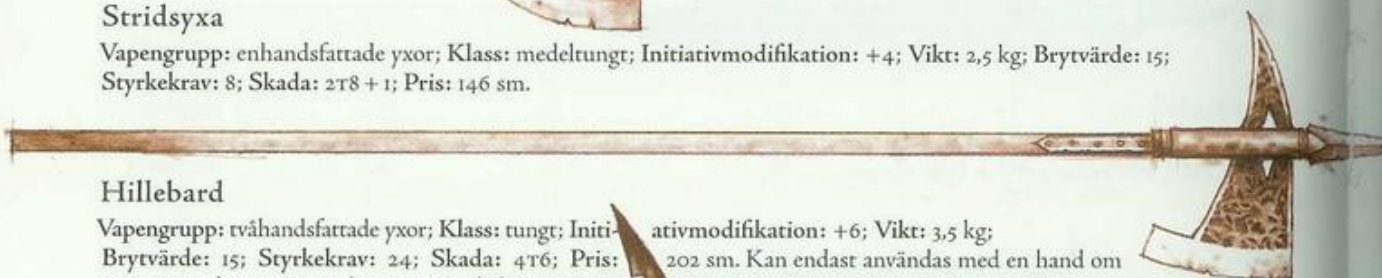 Stridsyxa
Vapengrupp: enhandsfattade yxor; Klass: medeltungt; Initiativmodifikation: +4; Vikt: 2,5 kg; Brytvärde: 15;
Styrkekrav: 8; Skada: 2T8 + 1; Pris: 146 sm.
Hillebard
Vapengrupp: tvåhandsfattade yxor; Klass: tungt; Initi- ativmodifikation: +6; Vikt: 3,5 kg;
Brytvärde: 15; Styrkekrav: 24; Skada: 4T6; Pris: 202 sm. Kan endast användas med en hand om